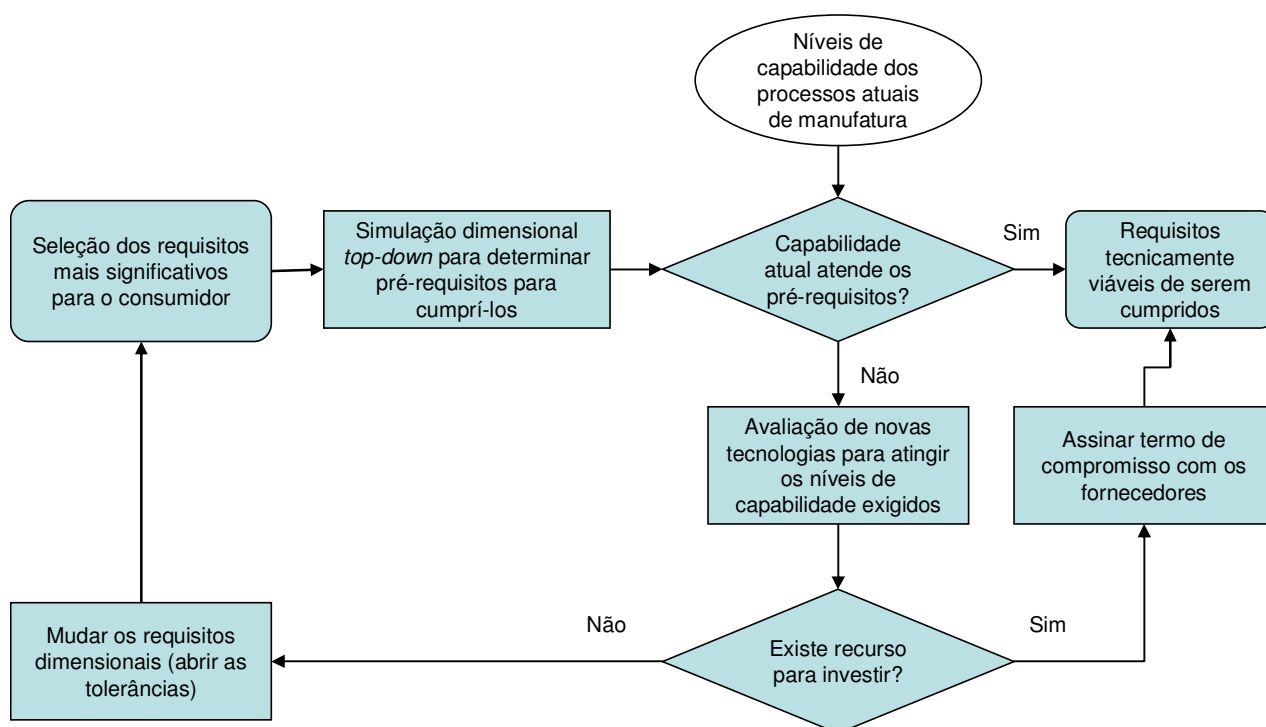 Níveis de
capabilidade dos
processos atuais
de manufatura
Seleção dos requisitos
mais significativos
para o consumidor
Simulação dimensional
top-down para determinar
pré-requisitos para
cumprí-los
Capabilidade
atual atende os
pré-requisitos?
Sim
Requisitos
tecnicamente
viáveis de serem
cumpridos
Não
Avaliação de novas
tecnologias para atingir
os níveis de
capabilidade exigidos
Assinar termo de
compromisso com os
fornecedores
Mudar os requisitos
dimensionais (abrir as
tolerâncias)
Não
Existe recurso
para investir?
Sim